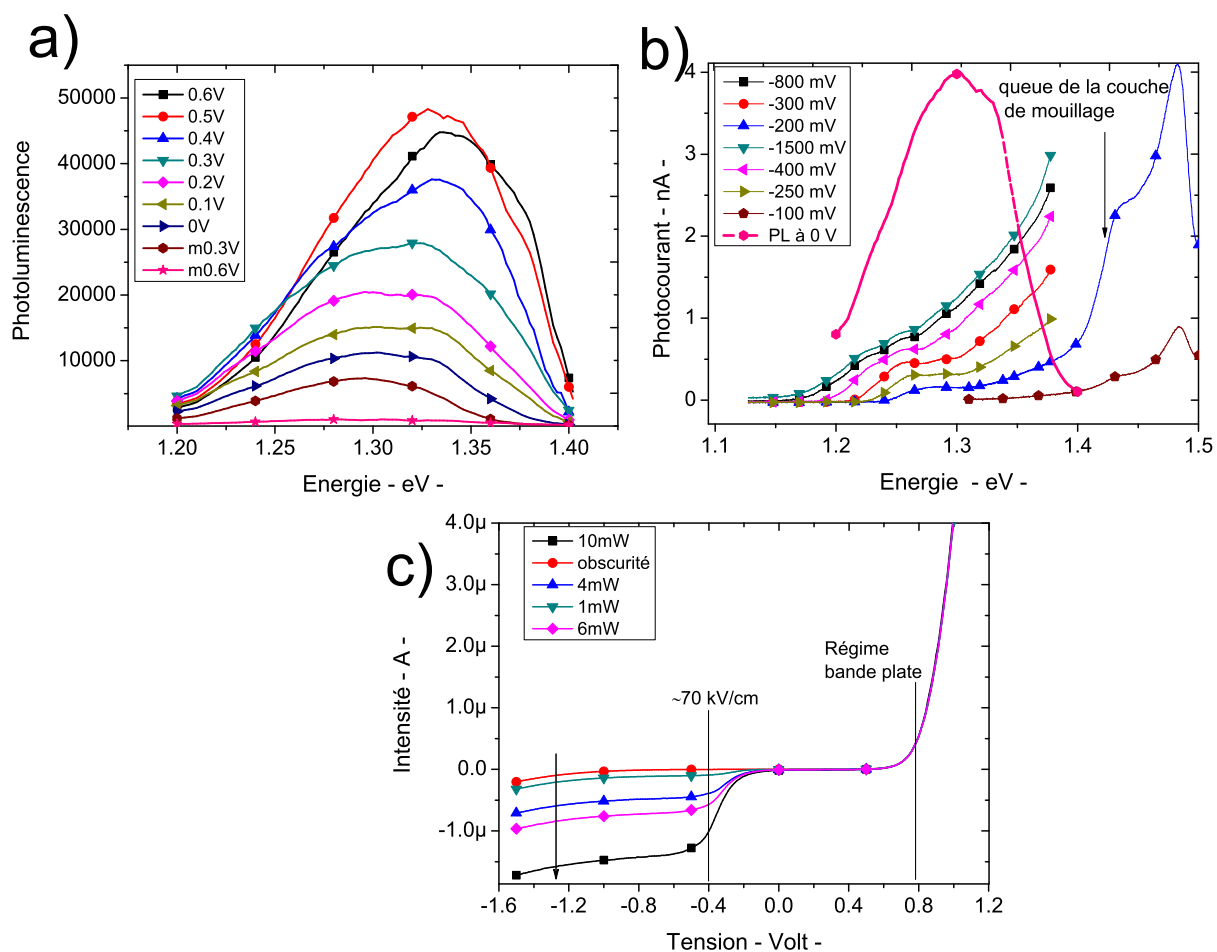 a)
Photoluminescence
50000
40000
30000
20000
10000
0.6V
0.5V
0.4V
0.3V
0.2V
0.1V
0V
m0.3V
m0.6V
1.20
1.25
1.30
1.35
1.40
Energie - eV -
b)
Photocourant - nA -
4
3
2
1
0
-800 mV
-300 mV
-200 mV
-1500 mV
-400 mV
-250 mV
-100 mV
PL à 0 V
queue de la couche
de mouillage
1.1
1.2
1.3
1.4
1.5
Energie - eV -
c)
Intensité - A -
4.0µ
3.0µ
2.0µ
1.0µ
0.0
-1.0µ
10mW
obscurité
4mW
1mW
6mW
~70 kV/cm
Régime
bande plate
-1.6
-1.2
-0.8
-0.4
0.0
0.4
0.8
1.2
Tension - Volt -